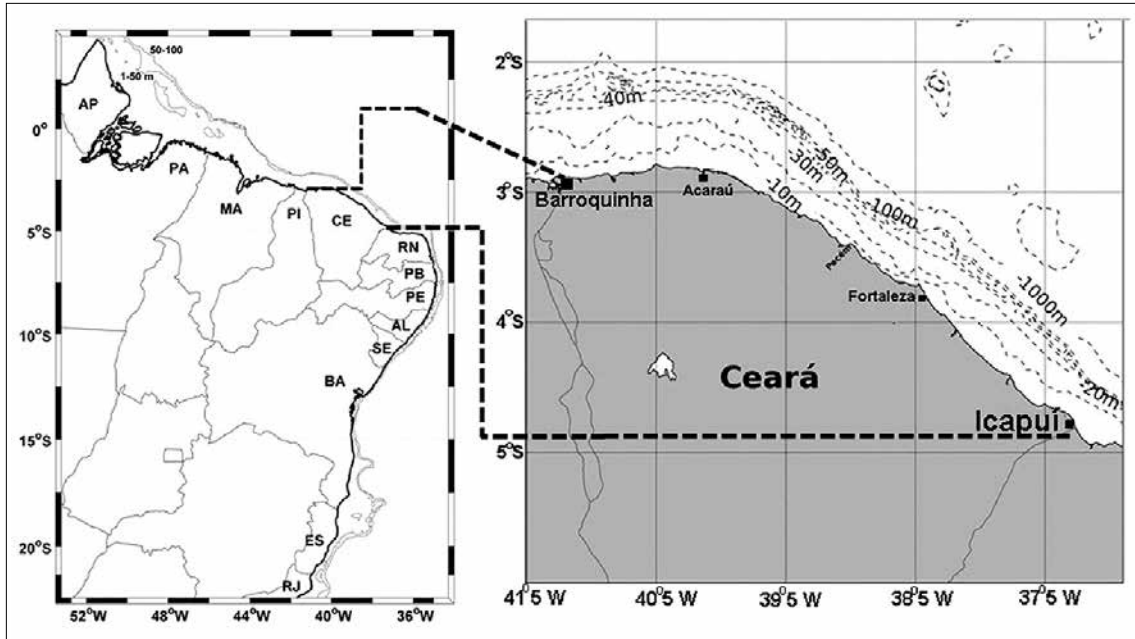 50-100
1-50 m
AP
PA
MA
PI
CE
RN
PB
PE
AL
SE
BA
ES
RJ
0°
5°S
10°S
15°S
20°S
52°W
48°W
44°W
40°W
36°W
2°S
3°S
4°S
5°S
40m
50m
30m
10m
100m
1000m
20m
Barroquinha
Acaraú
Pecém
Fortaleza
Ceará
Icapuí
41°5 W
40°5 W
39°5 W
38°5 W
37°5 W